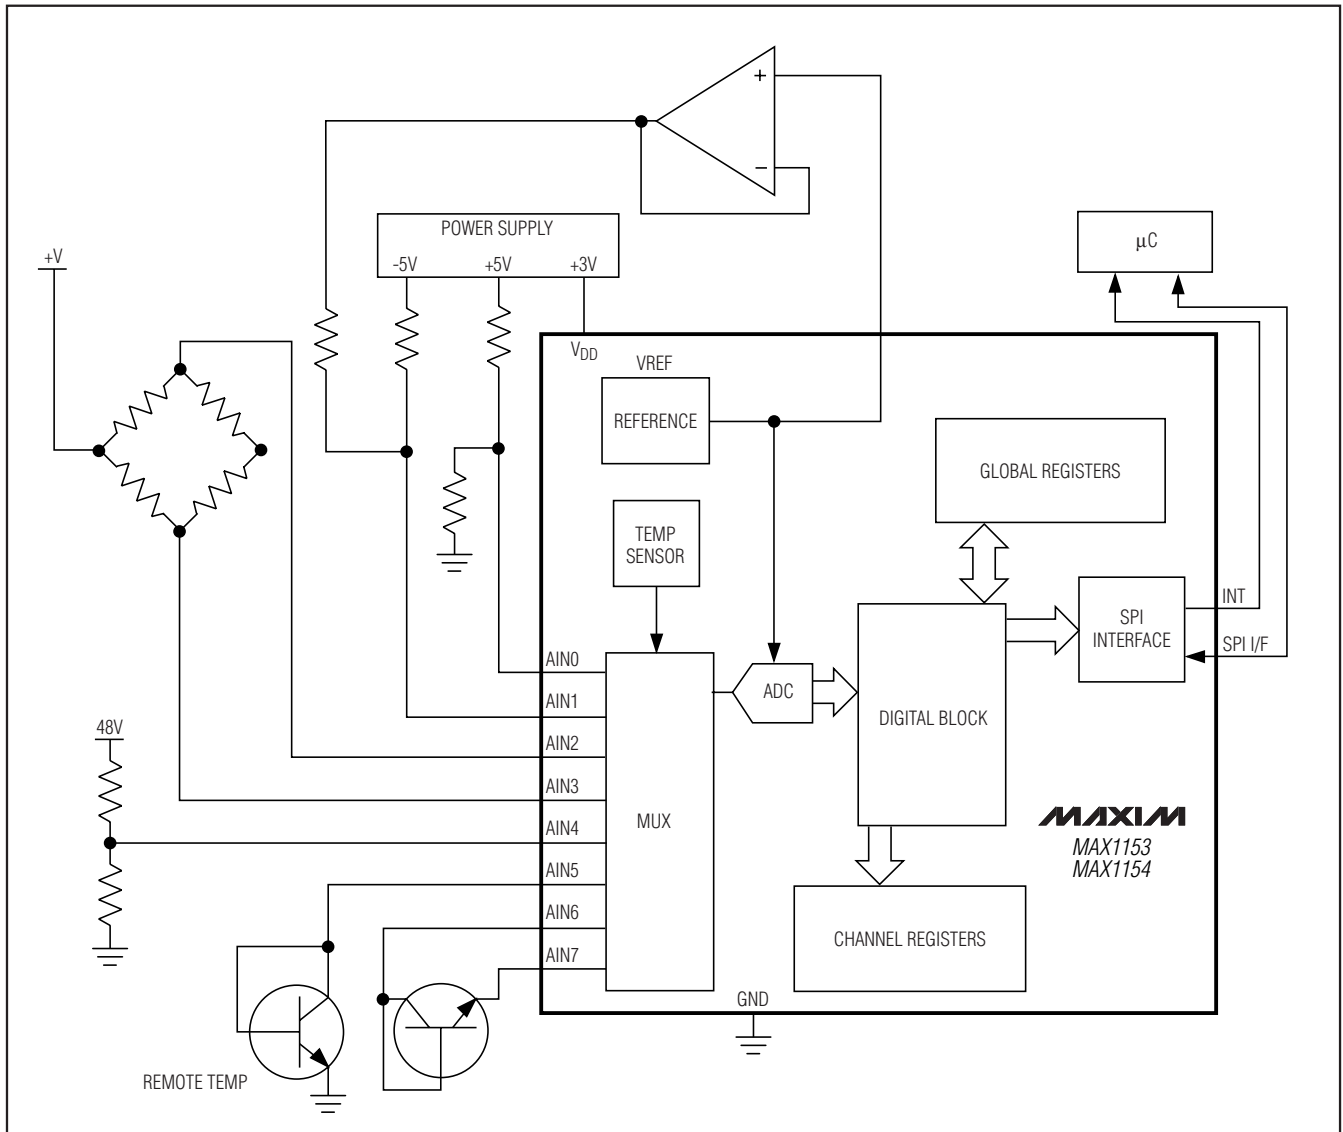 +
−
POWER SUPPLY
-5V +5V +3V
μC
+V
VDD
VREF
REFERENCE
GLOBAL REGISTERS
TEMP
SENSOR
SPI
INTERFACE
INT
SPI I/F
AIN0
AIN1
AIN2
AIN3
AIN4
AIN5
AIN6
AIN7
MUX
ADC
DIGITAL BLOCK
48V
MAXIM
MAX1153
MAX1154
CHANNEL REGISTERS
GND
REMOTE TEMP